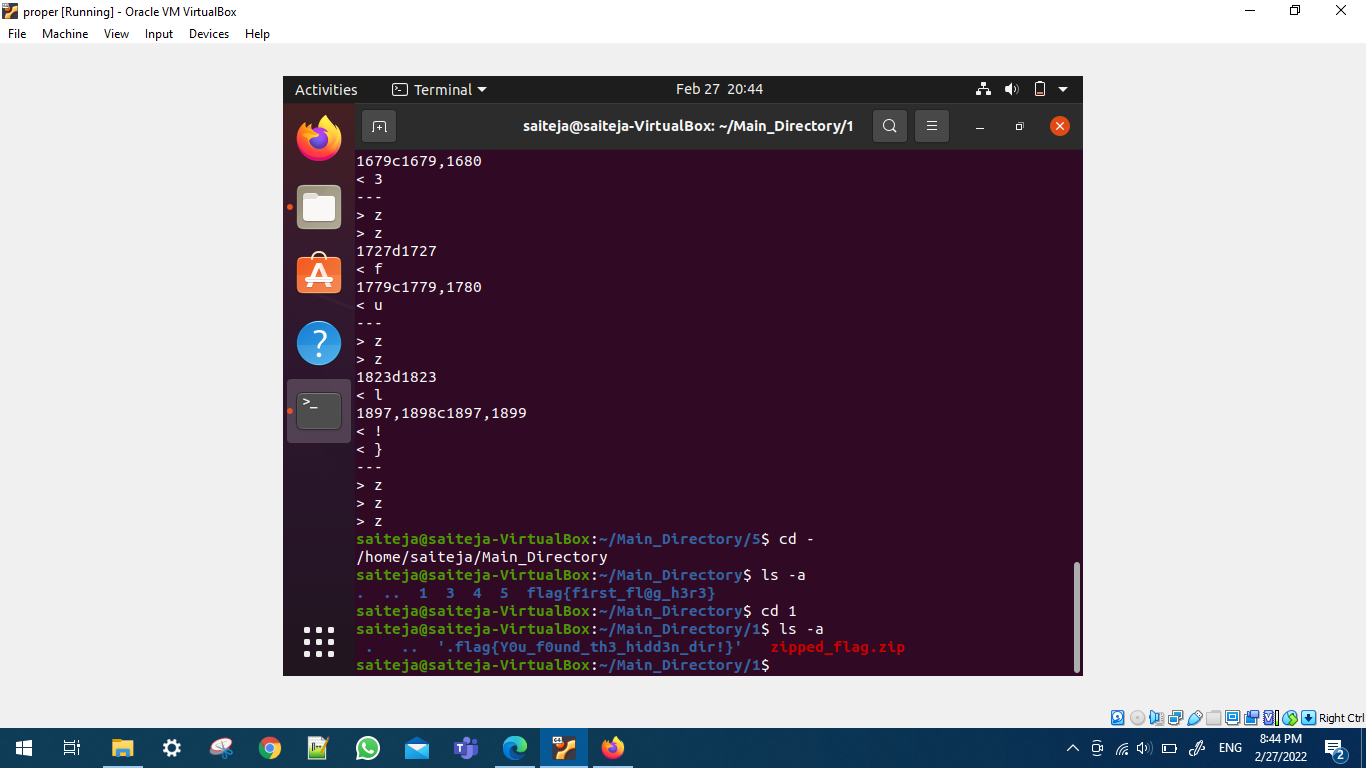 proper [Running] - Oracle VM VirtualBox
File Machine View Input Devices Help
Activities Terminal Feb 27 20:44
saiteja@saiteja-VirtualBox: ~/Main_Directory/1
1679c1679,1680
< 3
---
> z
> z
1727d1727
< f
1779c1779,1780
< u
---
> z
> z
1823d1823
< l
1897,1898c1897,1899
< !
< }
---
> z
> z
> z
saiteja@saiteja-VirtualBox:~/Main_Directory/5$ cd -
/home/saiteja/Main_Directory
saiteja@saiteja-VirtualBox:~/Main_Directory$ ls -a
. .. 1 3 4 5 flag{f1rst_fl@g_h3r3}
saiteja@saiteja-VirtualBox:~/Main_Directory$ cd 1
saiteja@saiteja-VirtualBox:~/Main_Directory/1$ ls -a
. .. '.flag{Y0u_f0und_th3_hidd3n_dir!}' zipped_flag.zip
saiteja@saiteja-VirtualBox:~/Main_Directory/1$
Right Ctrl
ENG
8:44 PM
2/27/2022
2